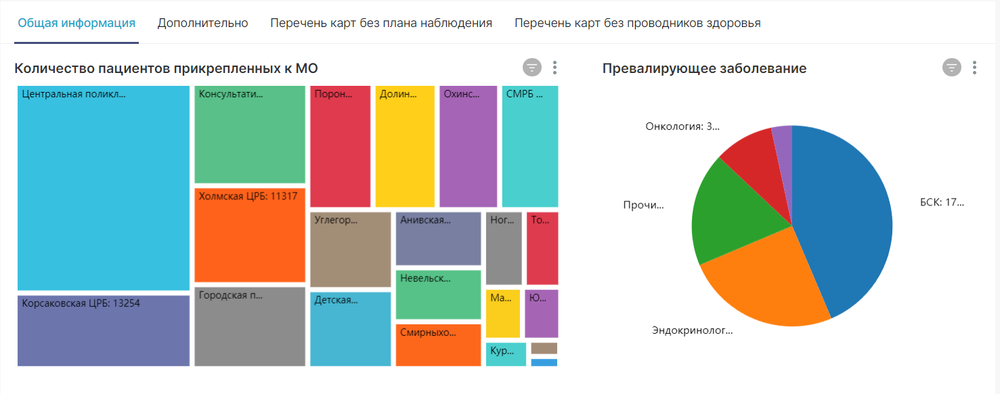 Общая информация
Дополнительно
Перечень карт без плана наблюдения
Перечень карт без проводников здоровья
Количество пациентов прикрепленных к МО
Центральная поликл...
Консультати...
Порон...
Долин...
Охинс...
СМРБ ...
Холмская ЦРБ: 11317
Углегор...
Анивская...
Ног...
То...
Невельск...
Корсаковская ЦРБ: 13254
Городская п...
Детская...
Ма...
Ю...
Смирныхо...
Кур...
Превалирующее заболевание
Онкология: 3...
Прочи...
БСК: 17...
Эндокринолог...